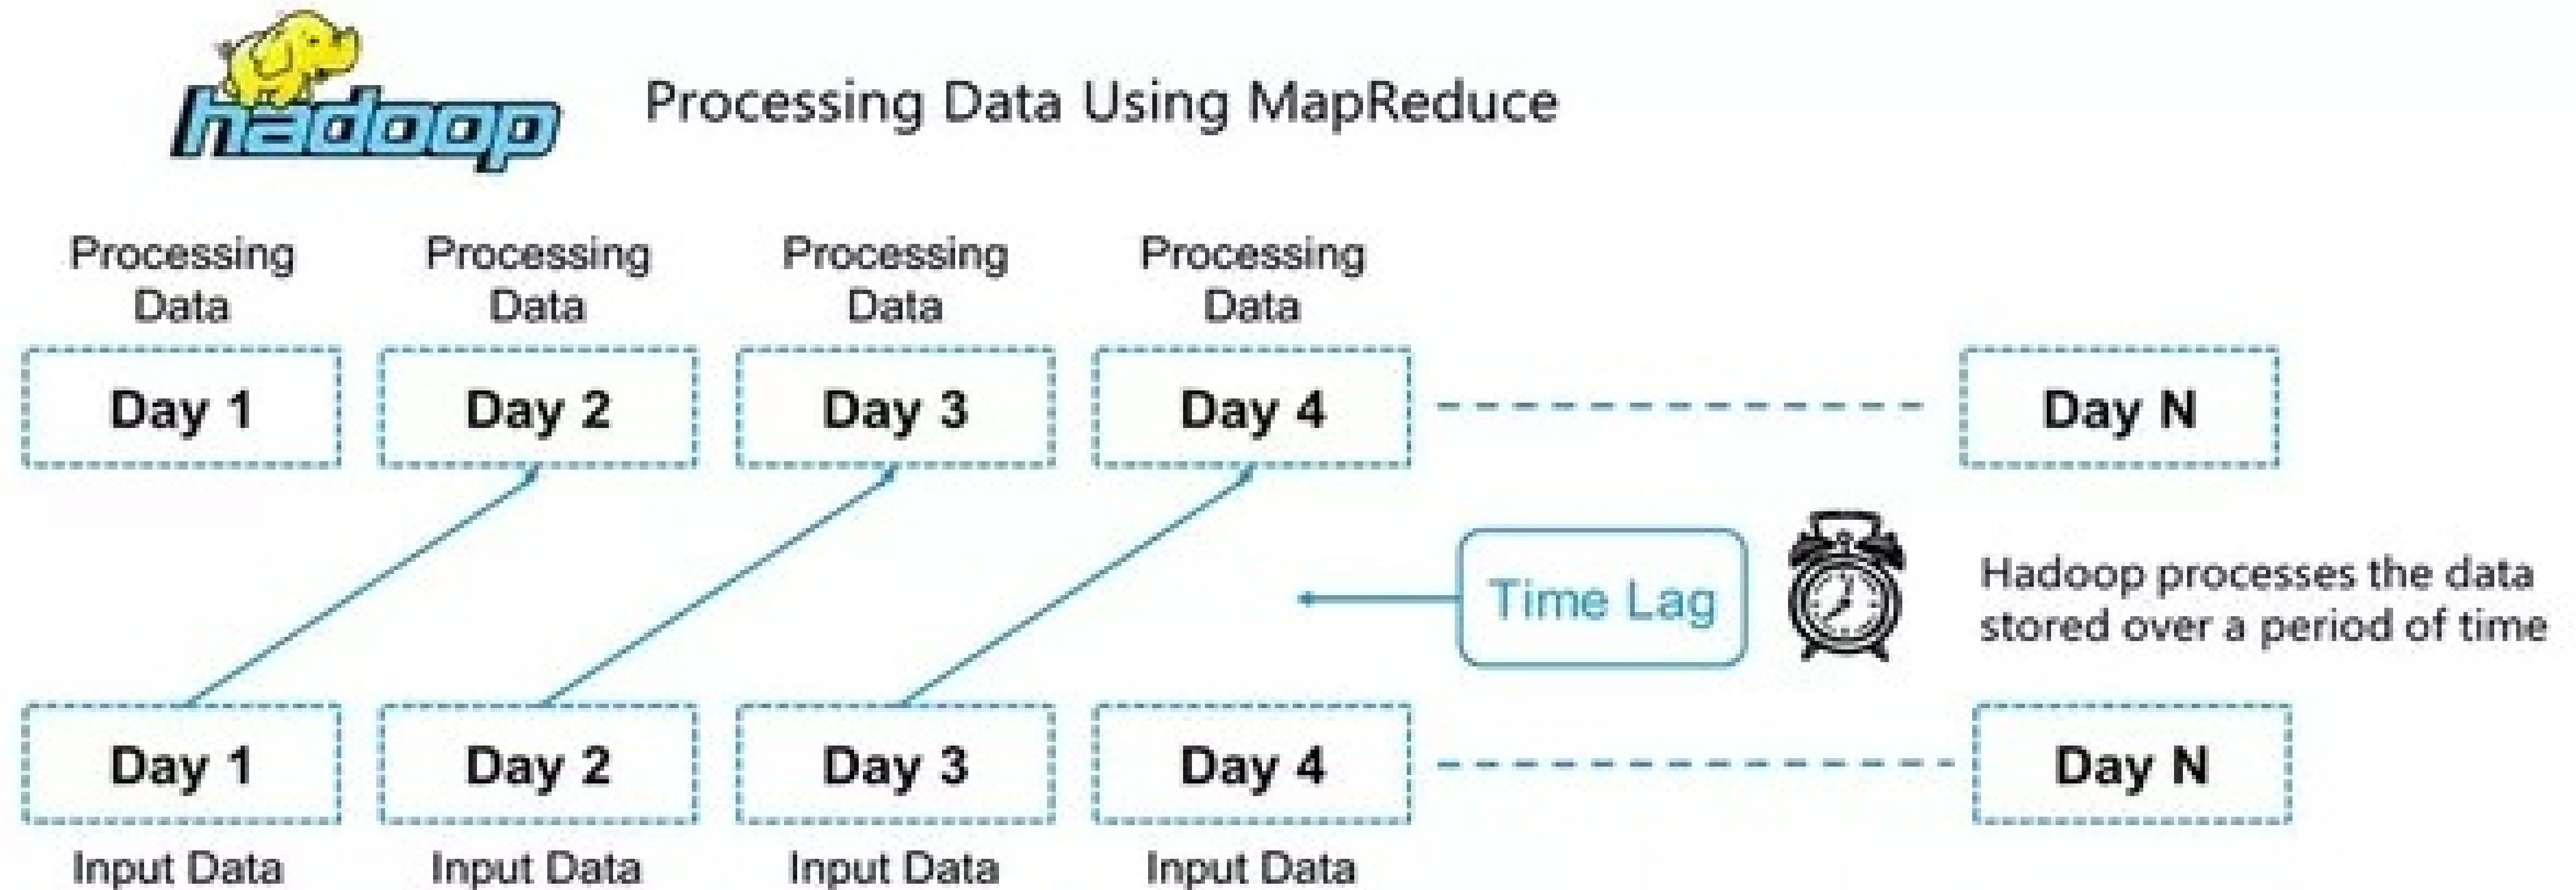 hadoop
Processing Data Using MapReduce
Processing Data
Processing Data
Processing Data
Processing Data
Day 1
Day 2
Day 3
Day 4
Day N
Time Lag
Hadoop processes the data
stored over a period of time
Day 1
Day 2
Day 3
Day 4
Day N
Input Data
Input Data
Input Data
Input Data